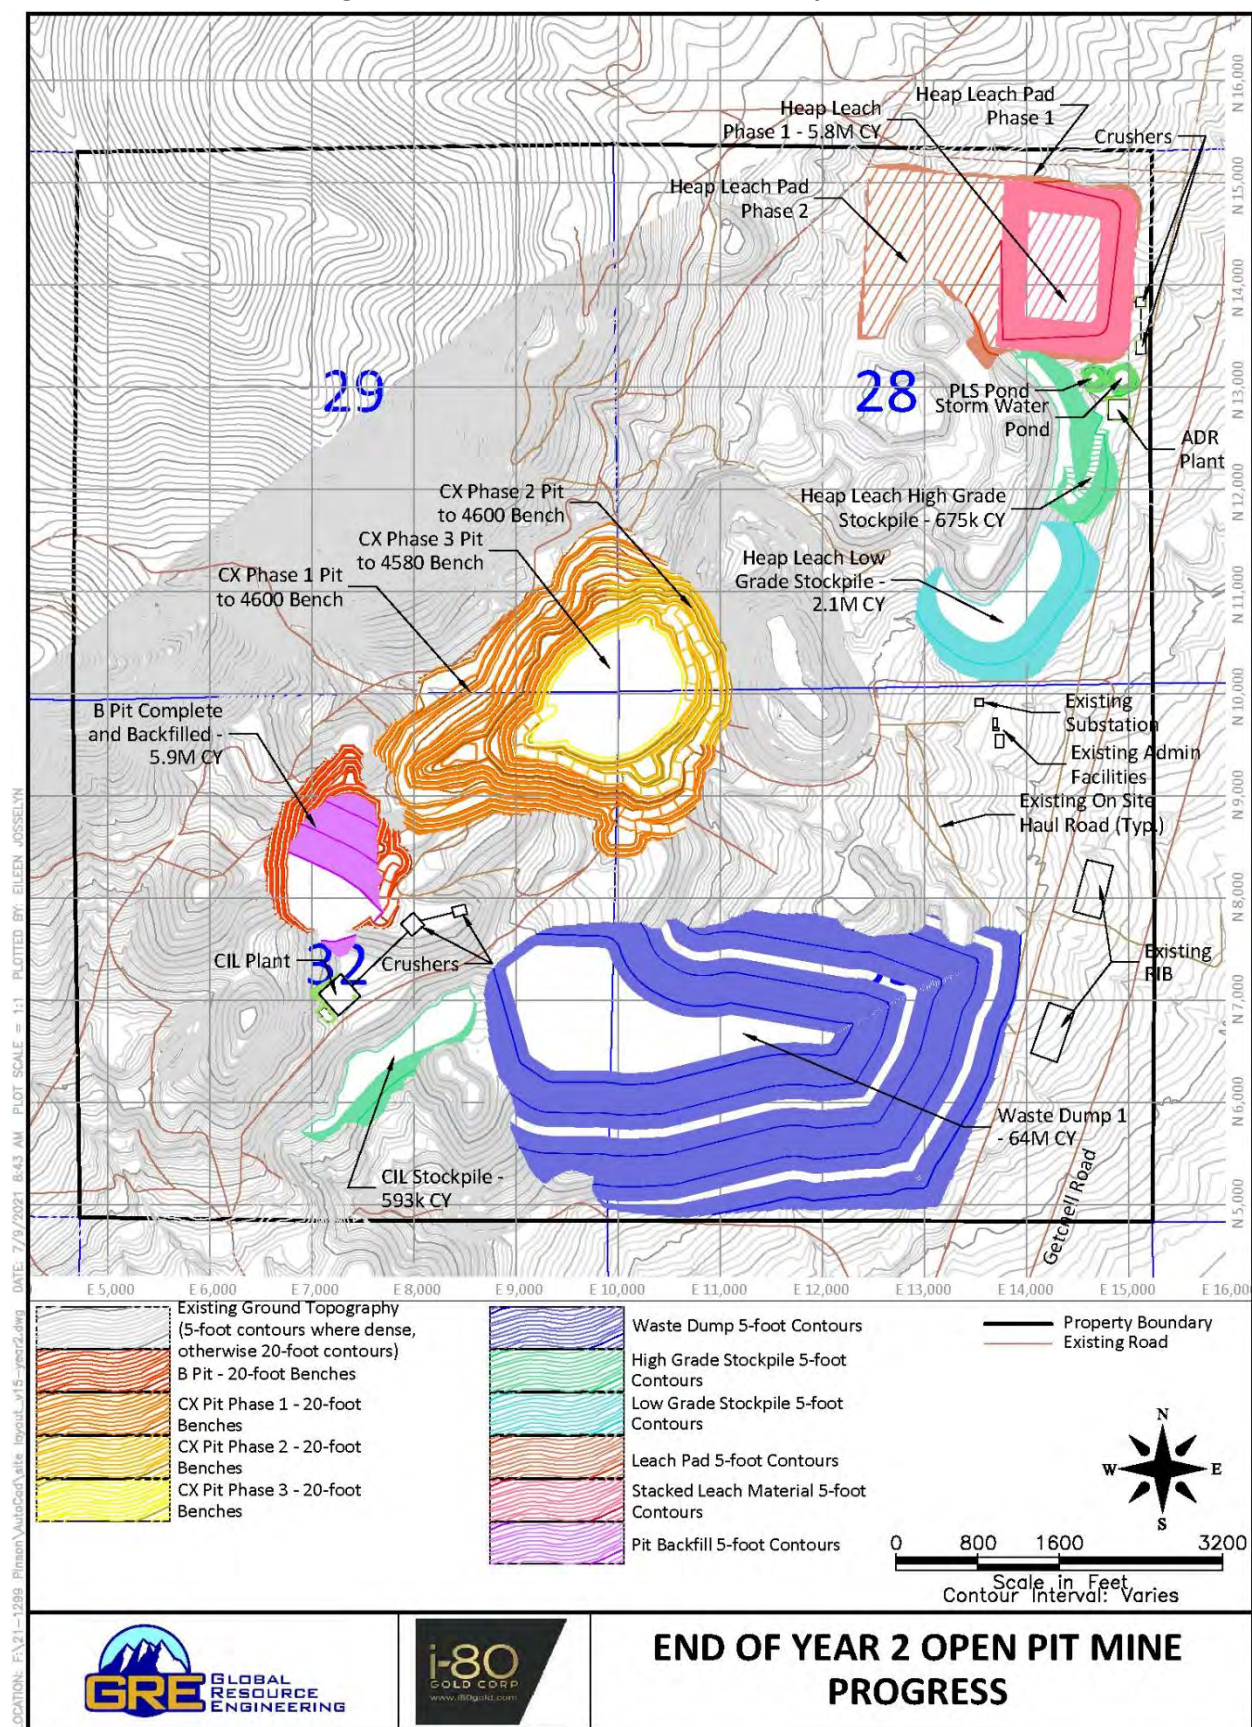 Heap Leach
Phase 1 - 5.8M CY
Heap Leach Pad
Phase 1
Crushers
Heap Leach Pad
Phase 2
N 16,000
N 15,000
N 14,000
N 13,000
N 12,000
N 11,000
N 10,000
N 9,000
N 8,000
N 7,000
N 6,000
N 5,000
29
28
PLS Pond
Storm Water
Pond
ADR
Plant
CX Phase 2 Pit
to 4600 Bench
CX Phase 3 Pit
to 4580 Bench
CX Phase 1 Pit
to 4600 Bench
Heap Leach High Grade
Stockpile - 675k CY
Heap Leach Low
Grade Stockpile -
2.1M CY
B Pit Complete
and Backfilled -
5.9M CY
Existing
Substation
Existing Admin
Facilities
Existing On Site
Haul Road (Typ.)
CIL Plant
32
Crushers
Existing
RIB
Waste Dump 1
- 64M CY
CIL Stockpile -
593k CY
Getchell Road
E 5,000
E 6,000
E 7,000
E 8,000
E 9,000
E 10,000
E 11,000
E 12,000
E 13,000
E 14,000
E 15,000
E 16,000
LOCATION: F:\21-1299 Pinson\AutoCad\site layout_v15-year2.dwg DATE: 7/9/2021 8:43 AM PLOT SCALE = 1:1 PLOTTED BY: EILEEN JOSSELYN
Existing Ground Topography
(5-foot contours where dense,
otherwise 20-foot contours)
B Pit - 20-foot Benches
CX Pit Phase 1 - 20-foot
Benches
CX Pit Phase 2 - 20-foot
Benches
CX Pit Phase 3 - 20-foot
Benches
Waste Dump 5-foot Contours
High Grade Stockpile 5-foot
Contours
Low Grade Stockpile 5-foot
Contours
Leach Pad 5-foot Contours
Stacked Leach Material 5-foot
Contours
Pit Backfill 5-foot Contours
Property Boundary
Existing Road
N
W
E
S
0 800 1600 3200
Scale in Feet
Contour Interval: Varies
GRE GLOBAL
RESOURCE
ENGINEERING
i-80
GOLD CORP
www.i80gold.com
END OF YEAR 2 OPEN PIT MINE
PROGRESS